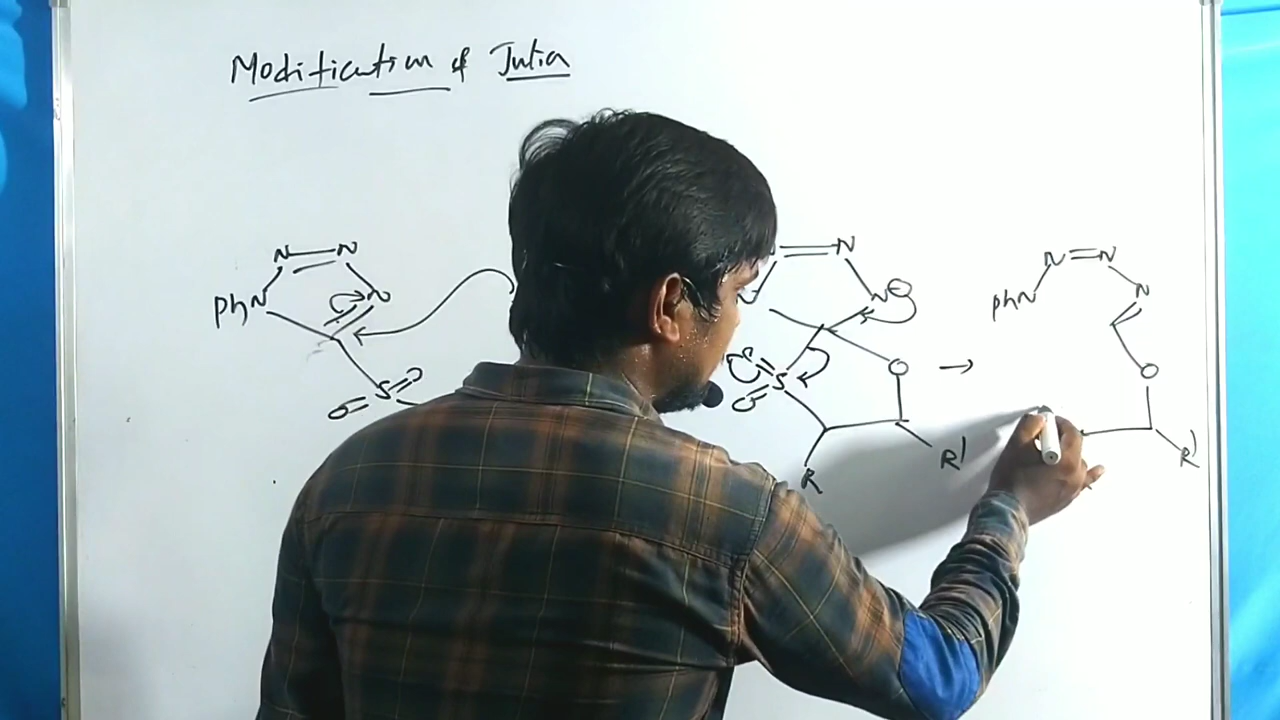 Modification of Julia
N N
PhN N
S
O O
N
N ⊖
O
S
O
R R'
→
N N
PhN N
O
R'